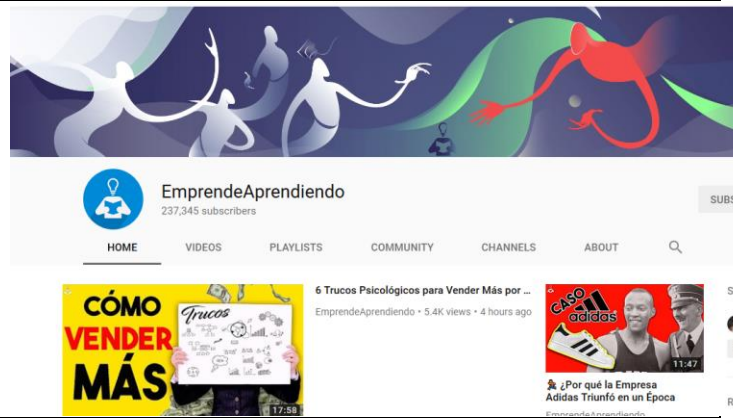 EmprendeAprendiendo
237,345 subscribers
SUBS
HOME VIDEOS PLAYLISTS COMMUNITY CHANNELS ABOUT
CÓMO
VENDER
MÁS
Trucos
17:58
6 Trucos Psicológicos para Vender Más por ...
EmprendeAprendiendo • 5.4K views • 4 hours ago
CASO
adidas
11:47
¿Por qué la Empresa
Adidas Triunfó en un Época
EmprendeAprendiendo
S
R